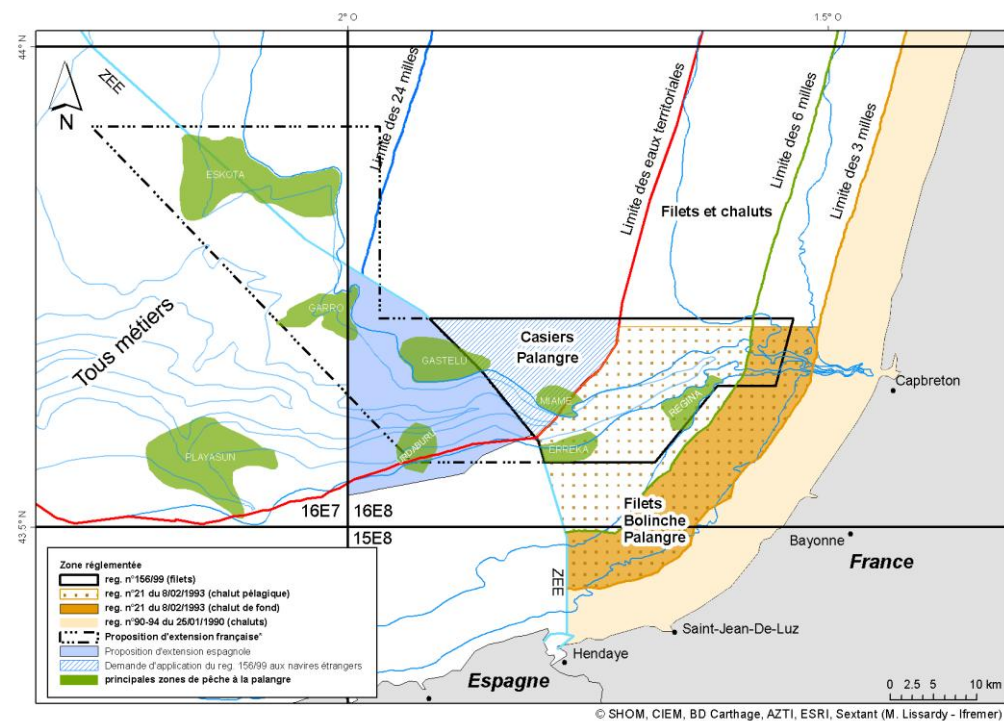 2° O
1.5° O
44° N
ZEE
N
Limite des 24 milles
Limite des eaux territoriales
Limite des 6 milles
Limite des 3 milles
ESKOTA
Filets et chaluts
GARRO
Tous métiers
Casiers
Palangre
GASTELU
MIAME
REGINA
Capbreton
ERREKA
IRDABURU
PLAYASUN
16E7
16E8
43.5° N
15E8
Filets
Bolinche
Palangre
Bayonne
France
ZEE
Zone réglementée
reg. n°156/99 (filets)
reg. n°21 du 8/02/1993 (chalut pélagique)
reg. n°21 du 8/02/1993 (chalut de fond)
reg. n°90-94 du 25/01/1990 (chaluts)
Proposition d'extension française*
Proposition d'extension espagnole
Demande d'application du reg. 156/99 aux navires étrangers
principales zones de pêche à la palangre
Saint-Jean-De-Luz
Hendaye
Espagne
0 2.5 5 10 km
© SHOM, CIEM, BD Carthage, AZTI, ESRI, Sextant (M. Lissardy - Ifremer)